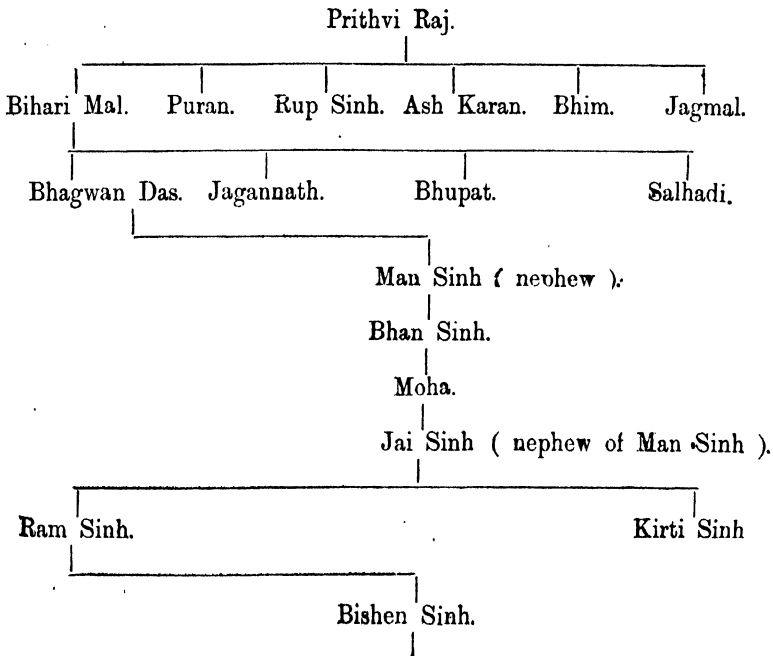 Prithvi Raj.
Bihari Mal. Puran. Rup Sinh. Ash Karan. Bhim. Jagmal.
Bhagwan Das. Jagannath. Bhupat. Salhadi.
Man Sinh ( nephew ).
Bhan Sinh.
Moha.
Jai Sinh ( nephew of Man Sinh ).
Ram Sinh. Kirti Sinh
Bishen Sinh.